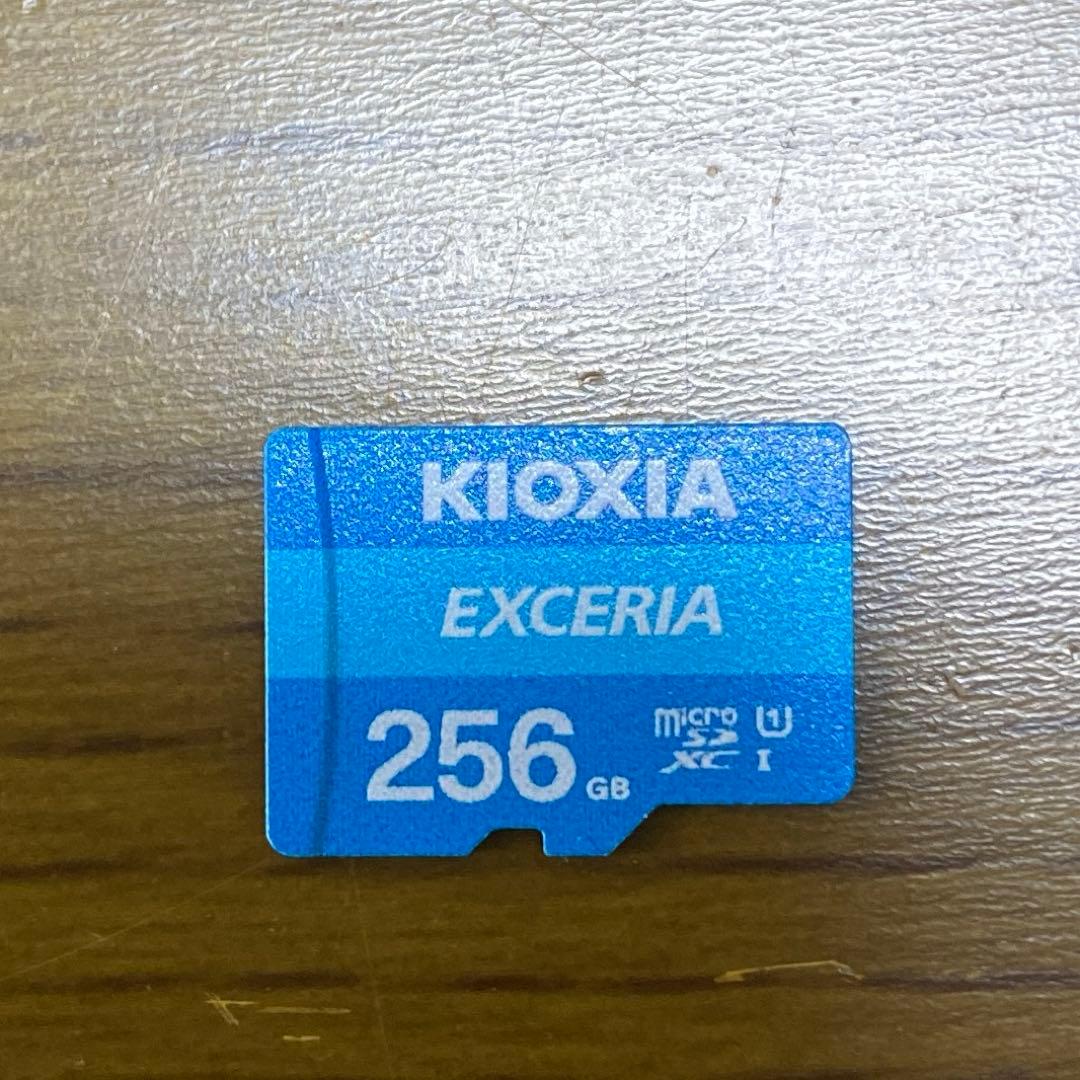 KIOXIA
EXCERIA
256 GB
micro SD XC U1 I